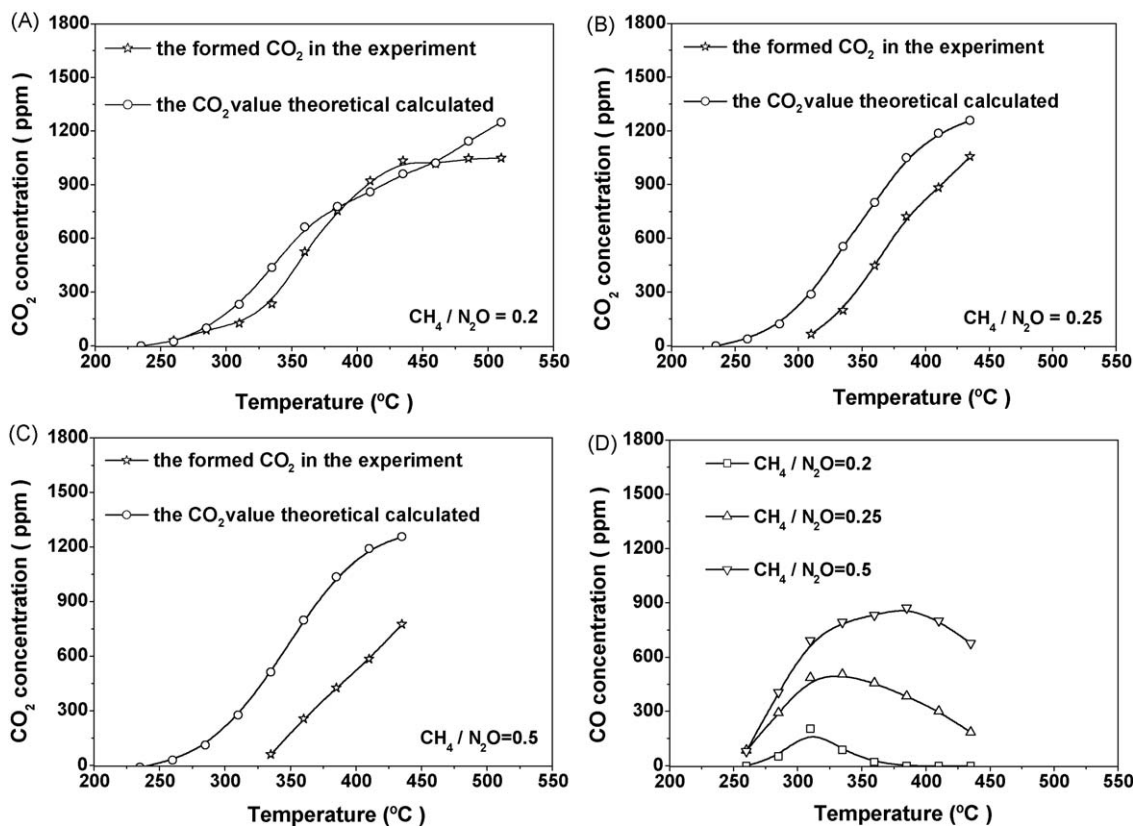 (A)
1800
1500
1200
900
600
300
0
CO₂ concentration ( ppm )
the formed CO₂ in the experiment
the CO₂ value theoretical calculated
CH₄ / N₂O = 0.2
200 250 300 350 400 450 500 550
Temperature (ºC )
(B)
1800
1500
1200
900
600
300
0
CO₂ concentration ( ppm )
the formed CO₂ in the experiment
the CO₂ value theoretical calculated
CH₄ / N₂O = 0.25
200 250 300 350 400 450 500 550
Temperature (ºC )
(C)
1800
1500
1200
900
600
300
0
CO₂ concentration ( ppm )
the formed CO₂ in the experiment
the CO₂ value theoretical calculated
CH₄ / N₂O=0.5
200 250 300 350 400 450 500 550
Temperature (ºC )
(D)
1800
1500
1200
900
600
300
0
CO concentration ( ppm )
CH₄ / N₂O=0.2
CH₄ / N₂O=0.25
CH₄ / N₂O=0.5
200 250 300 350 400 450 500 550
Temperature (ºC )